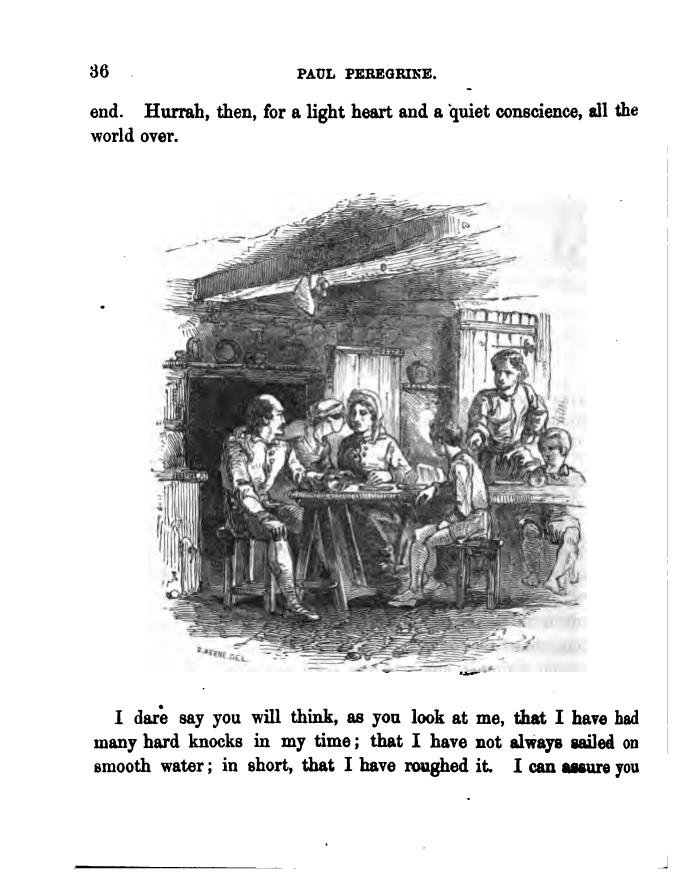 36 PAUL PEREGRINE.
end. Hurrah, then, for a light heart and a quiet conscience, all the
world over.
I dare say you will think, as you look at me, that I have had
many hard knocks in my time; that I have not always sailed on
smooth water; in short, that I have roughed it. I can assure you